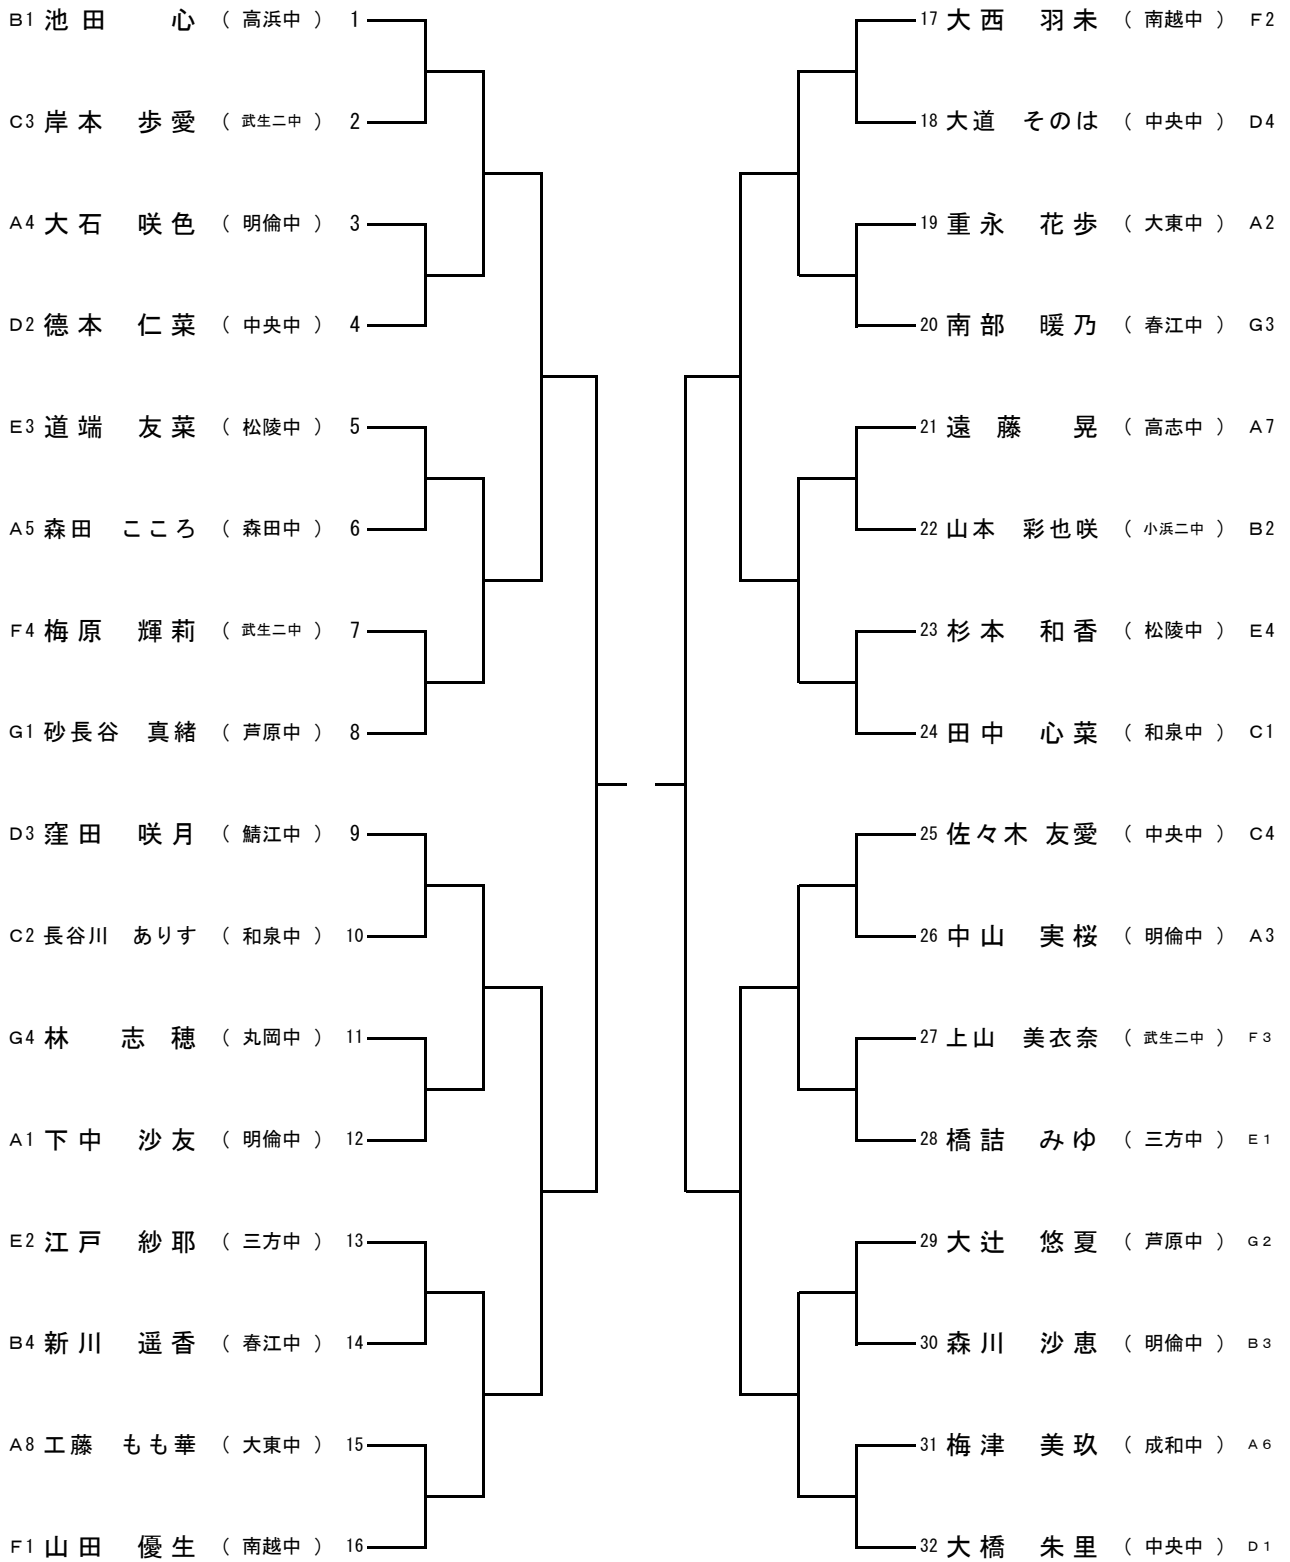 B1 池田 心 （ 高浜中 ） 1
C3 岸本 歩愛 （ 武生二中 ） 2
A4 大石 咲色 （ 明倫中 ） 3
D2 德本 仁菜 （ 中央中 ） 4
E3 道端 友菜 （ 松陵中 ） 5
A5 森田 こころ （ 森田中 ） 6
F4 梅原 輝莉 （ 武生二中 ） 7
G1 砂長谷 真緒 （ 芦原中 ） 8
D3 窪田 咲月 （ 鯖江中 ） 9
C2 長谷川 ありす （ 和泉中 ） 10
G4 林 志穂 （ 丸岡中 ） 11
A1 下中 沙友 （ 明倫中 ） 12
E2 江戸 紗耶 （ 三方中 ） 13
B4 新川 遥香 （ 春江中 ） 14
A8 工藤 もも華 （ 大東中 ） 15
F1 山田 優生 （ 南越中 ） 16
17 大西 羽未 （ 南越中 ） F2
18 大道 そのは （ 中央中 ） D4
19 重永 花歩 （ 大東中 ） A2
20 南部 暖乃 （ 春江中 ） G3
21 遠藤 晃 （ 高志中 ） A7
22 山本 彩也咲 （ 小浜二中 ） B2
23 杉本 和香 （ 松陵中 ） E4
24 田中 心菜 （ 和泉中 ） C1
25 佐々木 友愛 （ 中央中 ） C4
26 中山 実桜 （ 明倫中 ） A3
27 上山 美衣奈 （ 武生二中 ） F3
28 橋詰 みゆ （ 三方中 ） E1
29 大辻 悠夏 （ 芦原中 ） G2
30 森川 沙恵 （ 明倫中 ） B3
31 梅津 美玖 （ 成和中 ） A6
32 大橋 朱里 （ 中央中 ） D1